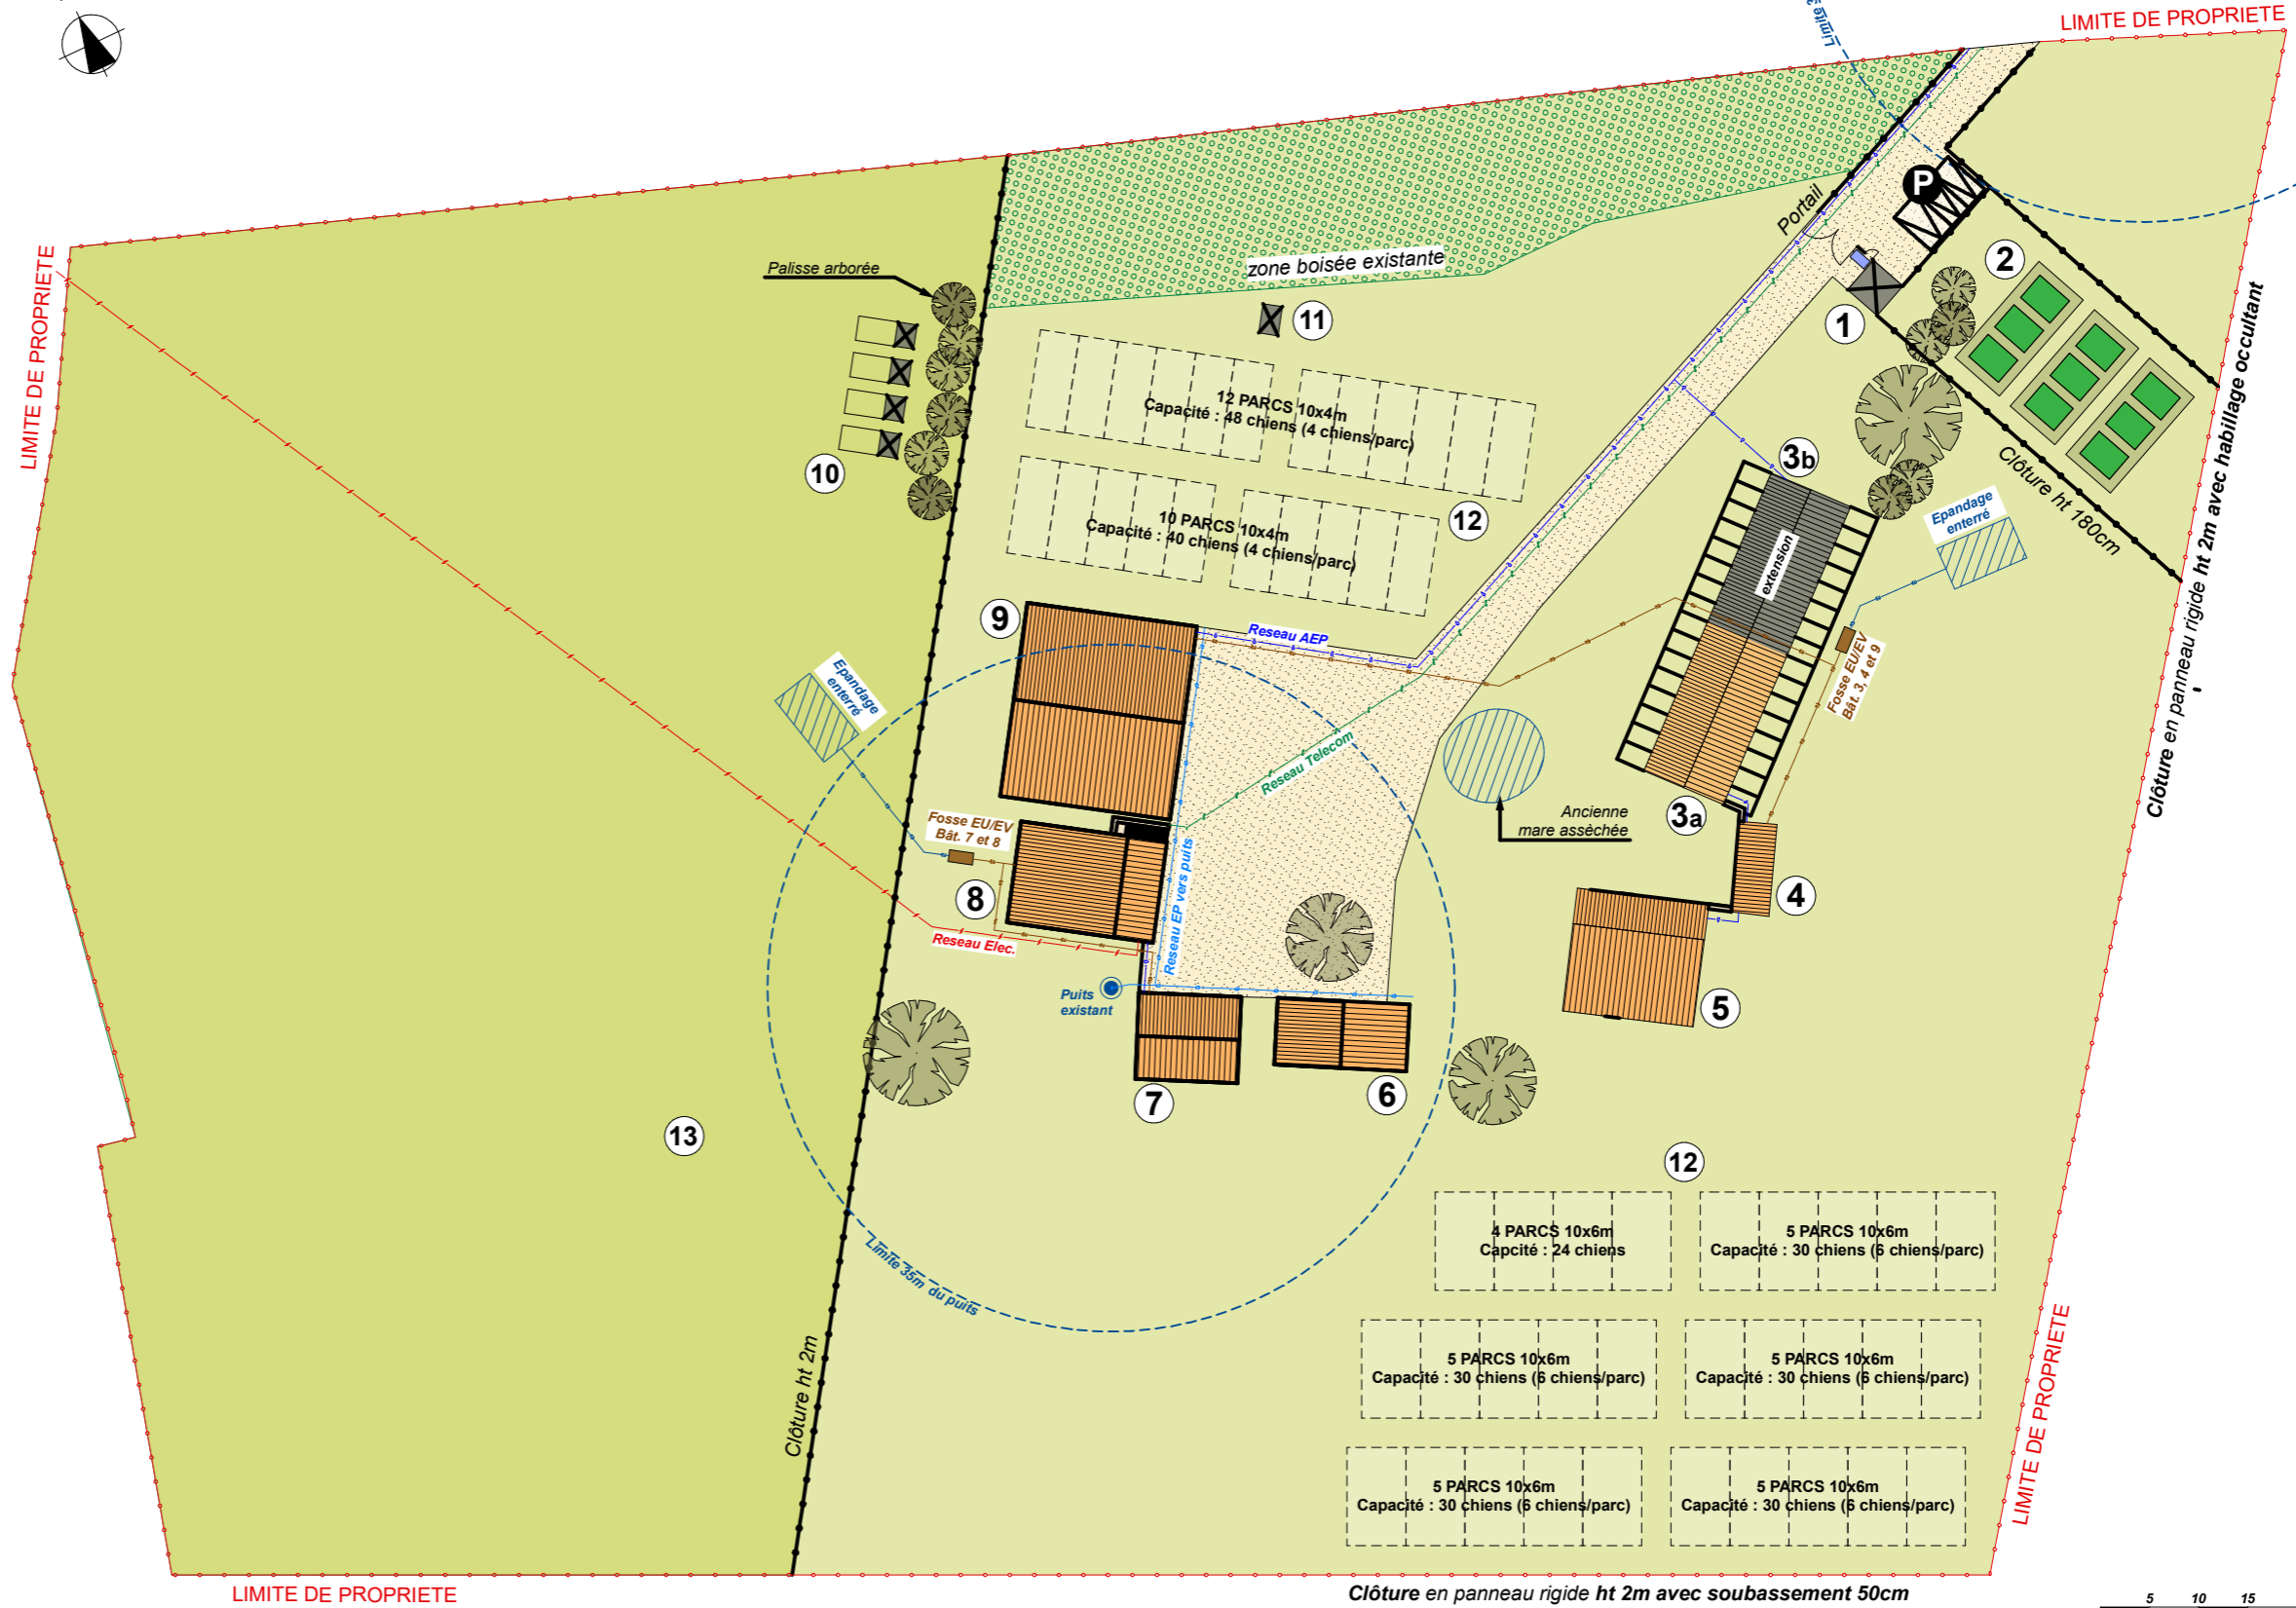 LIMITE DE PROPRIETE
Limite 3
P
Portail
zone boisée existante
Palisse arborée
2
1
11
LIMITE DE PROPRIETE
12 PARCS 10x4m
Capacité : 48 chiens (4 chiens/parc)
10
3b
12
10 PARCS 10x4m
Capacité : 40 chiens (4 chiens/parc)
Clôture ht 180cm
Epandage
enterré
extension
Clôture en panneau rigide ht 2m avec habillage occultant
9
Reseau AEP
Epandage
enterré
Fosse EU/EV
Bât. 3, 4 et 9
Reseau Telecom
Ancienne
mare assèchée
3a
Fosse EU/EV
Bât. 7 et 8
8
4
Reseau EP vers puits
Reseau Elec.
Puits
existant
5
7
6
13
12
Limite 35m du puits
4 PARCS 10x6m
Capcité : 24 chiens
5 PARCS 10x6m
Capacité : 30 chiens (6 chiens/parc)
5 PARCS 10x6m
Capacité : 30 chiens (6 chiens/parc)
5 PARCS 10x6m
Capacité : 30 chiens (6 chiens/parc)
Clôture ht 2m
LIMITE DE PROPRIETE
5 PARCS 10x6m
Capacité : 30 chiens (6 chiens/parc)
5 PARCS 10x6m
Capacité : 30 chiens (6 chiens/parc)
LIMITE DE PROPRIETE
Clôture en panneau rigide ht 2m avec soubassement 50cm
5 10 15